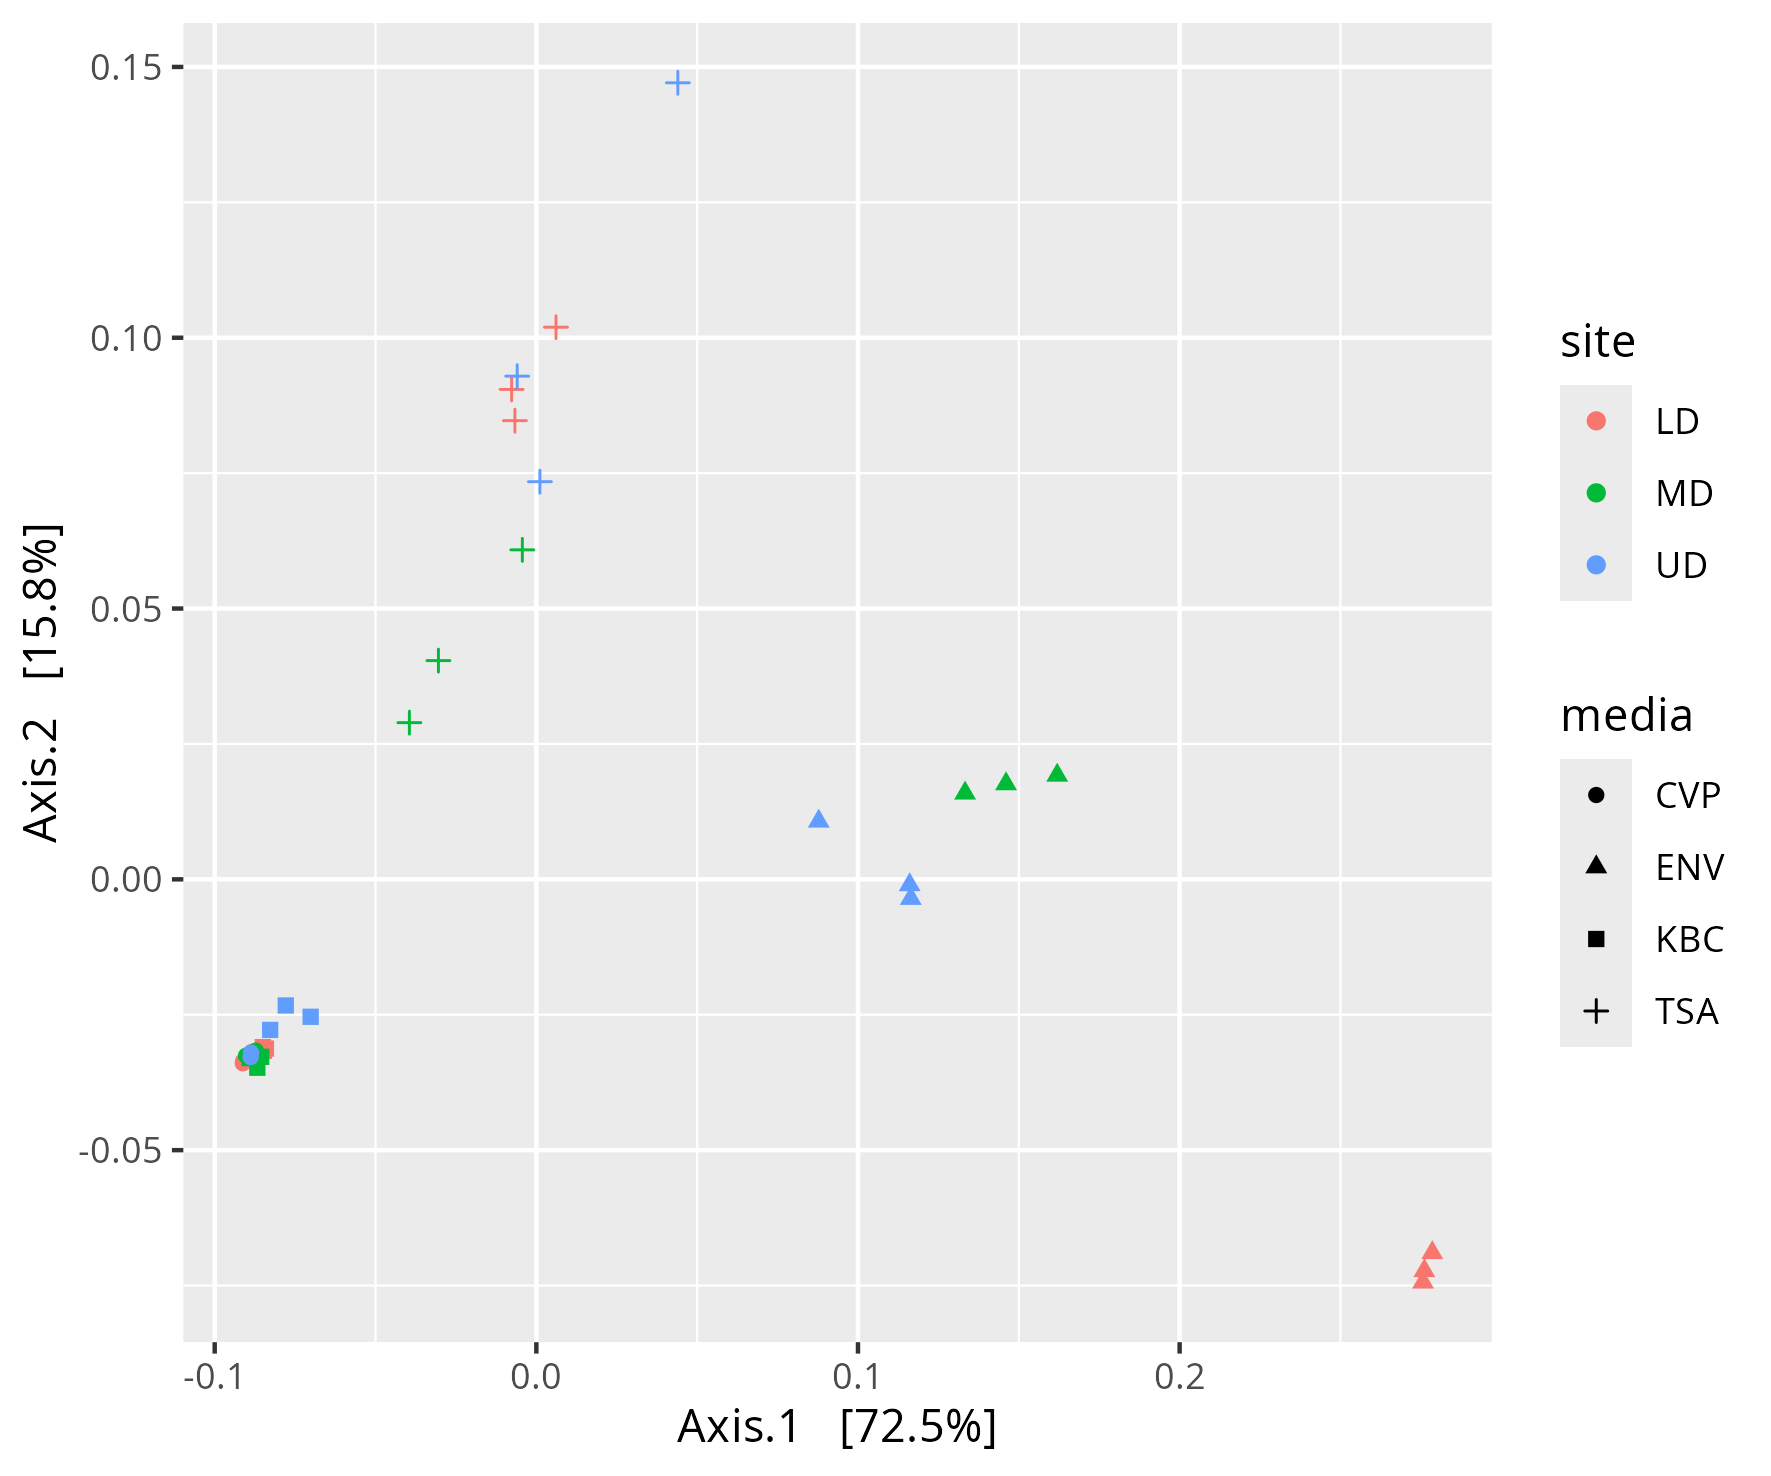 0.15
0.10
0.05
0.00
-0.05
Axis.2 [15.8%]
-0.1
0.0
0.1
0.2
Axis.1 [72.5%]
site
LD
MD
UD
media
CVP
ENV
KBC
TSA